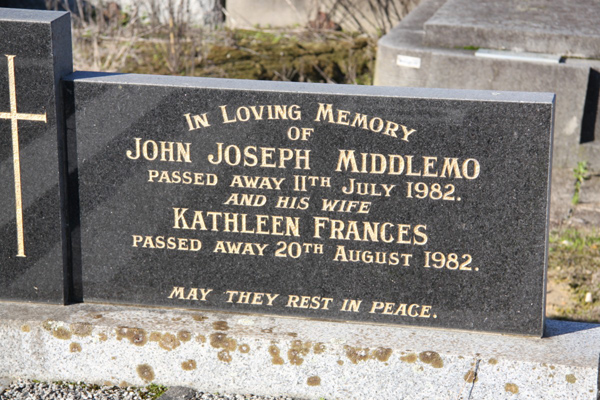 IN LOVING MEMORY
OF
JOHN JOSEPH MIDDLEMO
PASSED AWAY 11TH JULY 1982.
AND HIS WIFE
KATHLEEN FRANCES
PASSED AWAY 20TH AUGUST 1982.
MAY THEY REST IN PEACE.